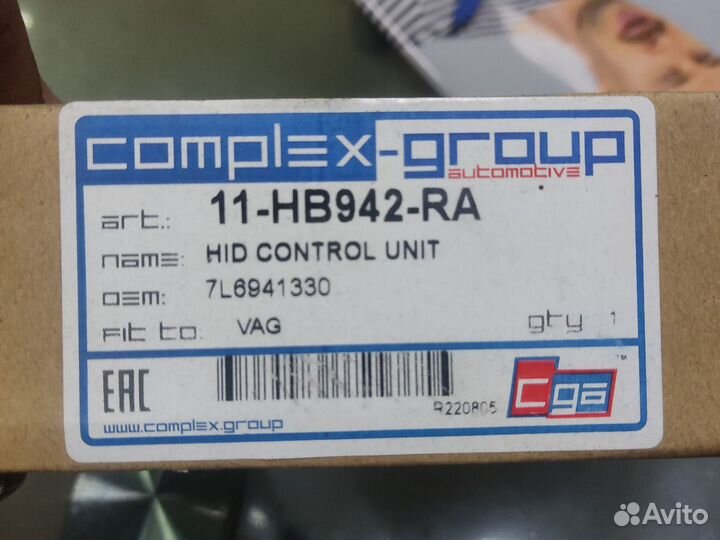 complex-group
automotive
art.: 11-HB942-RA
name: HID CONTROL UNIT
oem: 7L6941330
Fit to: VAG qty 1
EAC
R220805
cga ™
www.complex.group
Avito